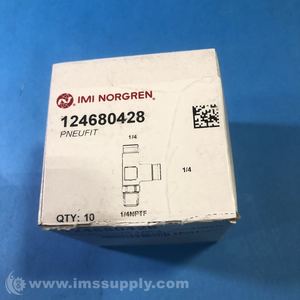 IMI NORGREN
124680428
PNEUFIT
1/4
1/4
QTY: 10
1/4NPTF
© www.imssupply.com